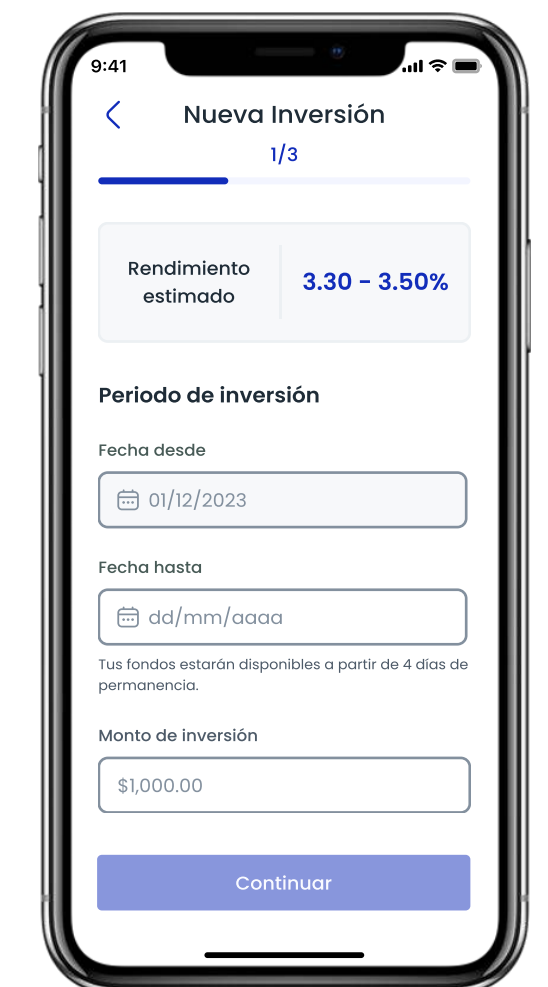 9:41
Nueva Inversión
1/3
Rendimiento
estimado
3.30 - 3.50%
Periodo de inversión
Fecha desde
01/12/2023
Fecha hasta
dd/mm/aaaa
Tus fondos estarán disponibles a partir de 4 días de
permanencia.
Monto de inversión
$1,000.00
Continuar